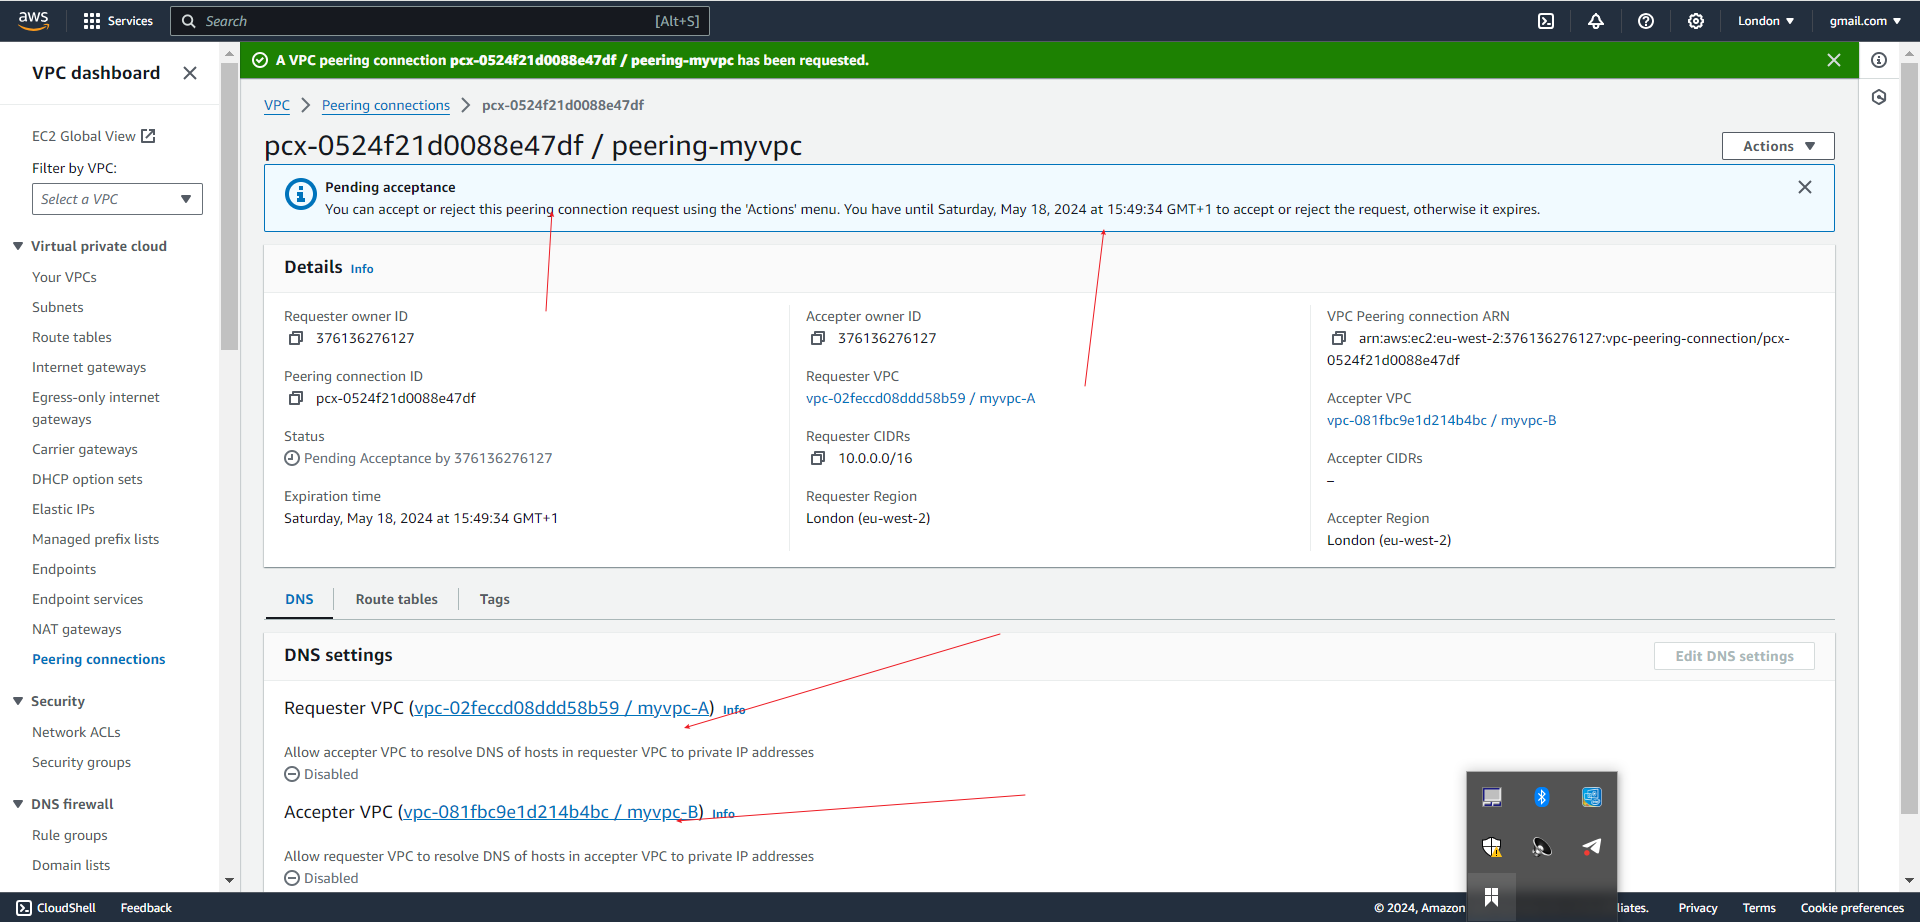 aws
Services
Search
[Alt+S]
London
gmail.com
VPC dashboard
EC2 Global View
Filter by VPC:
Select a VPC
Virtual private cloud
Your VPCs
Subnets
Route tables
Internet gateways
Egress-only internet
gateways
Carrier gateways
DHCP option sets
Elastic IPs
Managed prefix lists
Endpoints
Endpoint services
NAT gateways
Peering connections
Security
Network ACLs
Security groups
DNS firewall
Rule groups
Domain lists
A VPC peering connection pcx-0524f21d0088e47df / peering-myvpc has been requested.
VPC
Peering connections
pcx-0524f21d0088e47df
pcx-0524f21d0088e47df / peering-myvpc
Actions
Pending acceptance
You can accept or reject this peering connection request using the 'Actions' menu. You have until Saturday, May 18, 2024 at 15:49:34 GMT+1 to accept or reject the request, otherwise it expires.
Details Info
Requester owner ID
376136276127
Peering connection ID
pcx-0524f21d0088e47df
Status
Pending Acceptance by 376136276127
Expiration time
Saturday, May 18, 2024 at 15:49:34 GMT+1
Accepter owner ID
376136276127
Requester VPC
vpc-02feccd08ddd58b59 / myvpc-A
Requester CIDRs
10.0.0.0/16
Requester Region
London (eu-west-2)
VPC Peering connection ARN
arn:aws:ec2:eu-west-2:376136276127:vpc-peering-connection/pcx-
0524f21d0088e47df
Accepter VPC
vpc-081fbc9e1d214b4bc / myvpc-B
Accepter CIDRs
–
Accepter Region
London (eu-west-2)
DNS
Route tables
Tags
DNS settings
Edit DNS settings
Requester VPC (vpc-02feccd08ddd58b59 / myvpc-A) Info
Allow accepter VPC to resolve DNS of hosts in requester VPC to private IP addresses
Disabled
Accepter VPC (vpc-081fbc9e1d214b4bc / myvpc-B) Info
Allow requester VPC to resolve DNS of hosts in accepter VPC to private IP addresses
Disabled
CloudShell
Feedback
© 2024, Amazon
liates.
Privacy
Terms
Cookie preferences